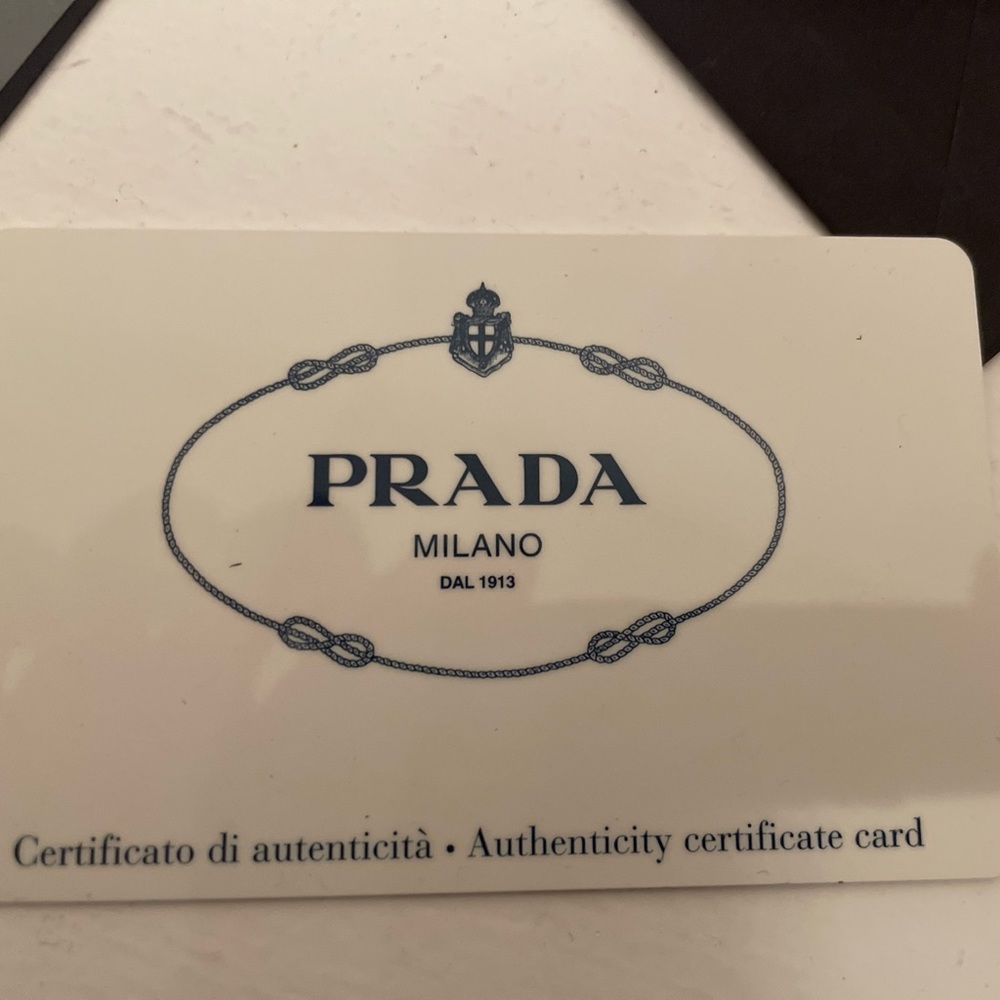 PRADA
MILANO
DAL 1913
Certificato di autenticità • Authenticity certificate card